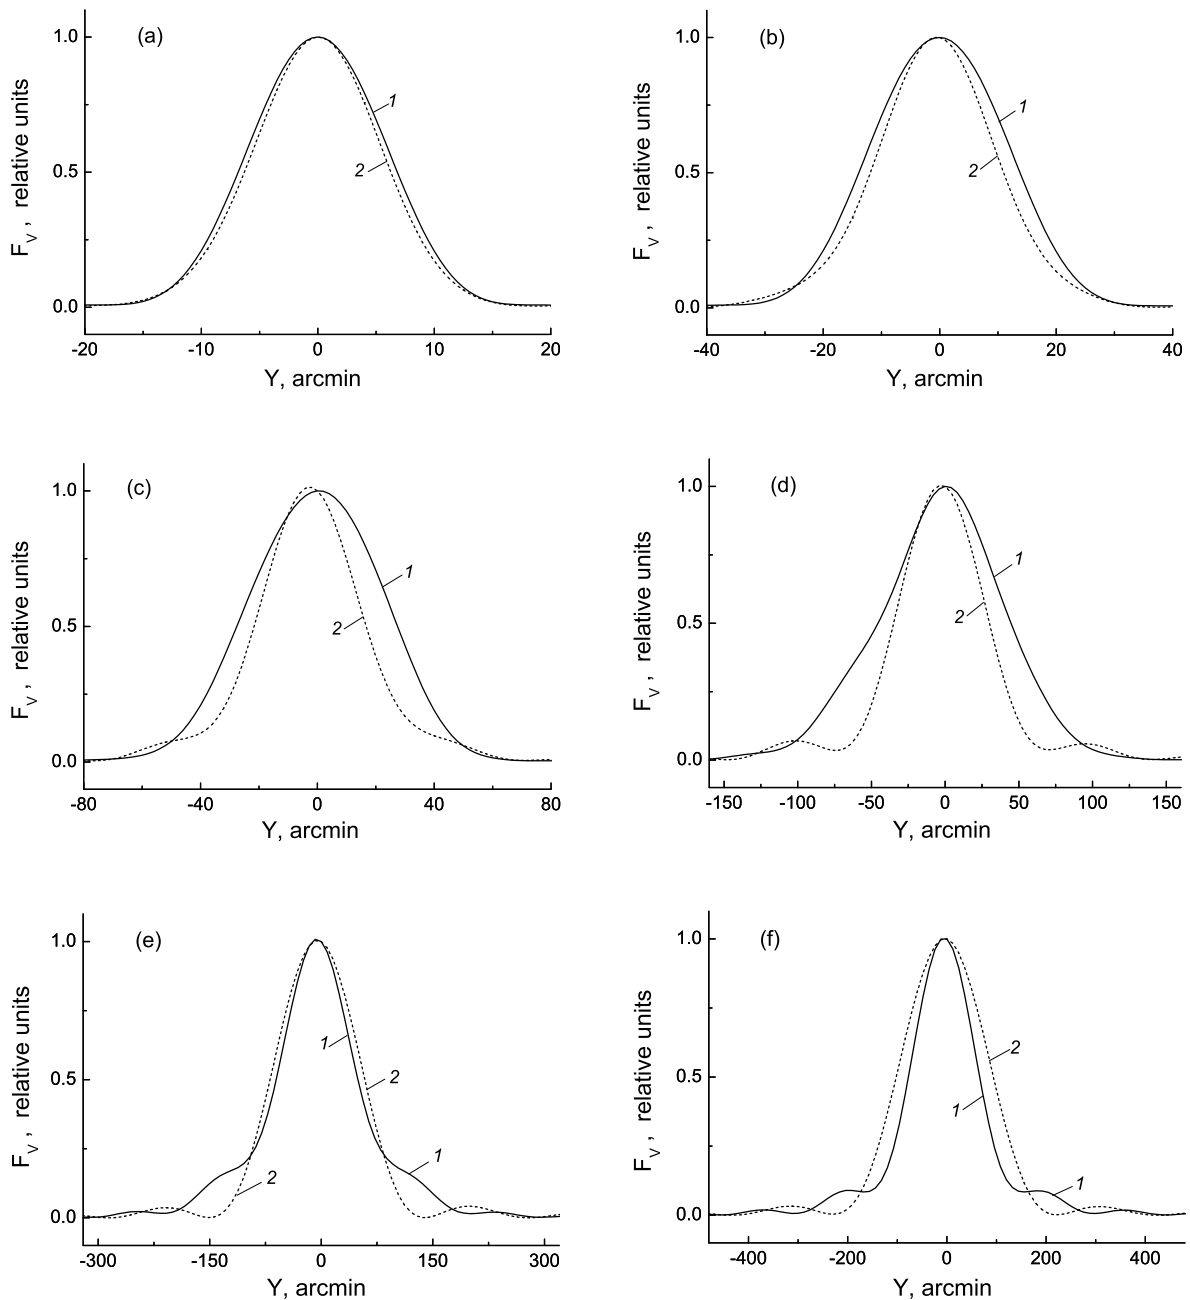 (a)
F_V , relative units
1.0
0.5
0.0
1
2
-20 -10 0 10 20
Y, arcmin
(b)
F_V , relative units
1.0
0.5
0.0
1
2
-40 -20 0 20 40
Y, arcmin
(c)
F_V , relative units
1.0
0.5
0.0
1
2
-80 -40 0 40 80
Y, arcmin
(d)
F_V , relative units
1.0
0.5
0.0
1
2
-150 -100 -50 0 50 100 150
Y, arcmin
(e)
F_V , relative units
1.0
0.5
0.0
1
2
1
2
-300 -150 0 150 300
Y, arcmin
(f)
F_V , relative units
1.0
0.5
0.0
2
1
1
-400 -200 0 200 400
Y, arcmin